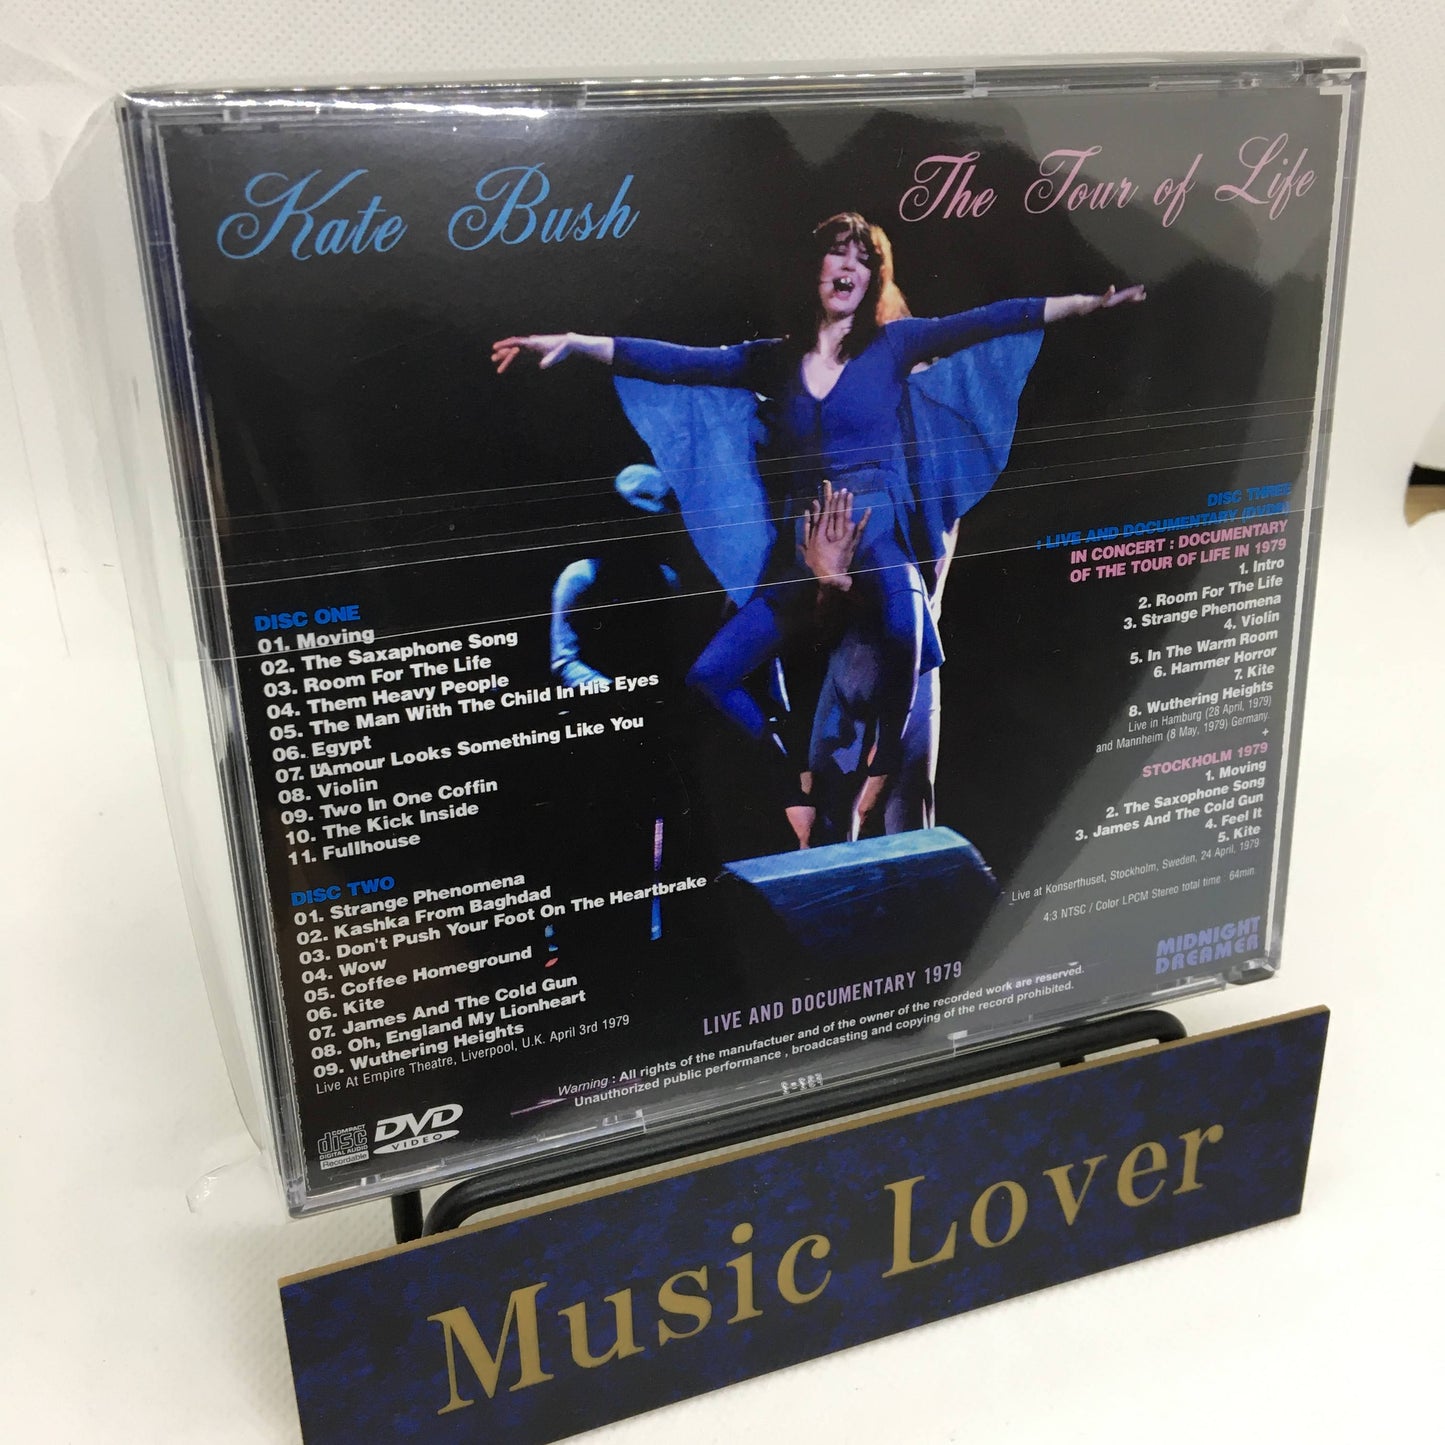 Kate Bush
The Tour of Life
DISC ONE
01. Moving
02. The Saxaphone Song
03. Room For The Life
04. Them Heavy People
05. The Man With The Child In His Eyes
06. Egypt
07. L'Amour Looks Something Like You
08. Violin
09. Two In One Coffin
10. The Kick Inside
11. Fullhouse
DISC TWO
01. Strange Phenomena
02. Kashka From Baghdad
03. Don't Push Your Foot On The Heartbrake
04. Wow
05. Coffee Homeground
06. Kite
07. James And The Cold Gun
08. Oh, England My Lionheart
09. Wuthering Heights
Live At Empire Theatre, Liverpool, U.K. April 3rd 1979
DISC THREE
: LIVE AND DOCUMENTARY (DVDR)
IN CONCERT : DOCUMENTARY
OF THE TOUR OF LIFE IN 1979
1. Intro
2. Room For The Life
3. Strange Phenomena
4. Violin
5. In The Warm Room
6. Hammer Horror
7. Kite
8. Wuthering Heights
Live in Hamburg (28 April, 1979)
and Mannheim (8 May, 1979) Germany.
+
STOCKHOLM 1979
1. Moving
2. The Saxaphone Song
3. James And The Cold Gun
4. Feel It
5. Kite
Live at Konserthuset, Stockholm, Sweden, 24 April, 1979
4:3 NTSC / Color LPCM Stereo total time . 64min.
MIDNIGHT
DREAMER
LIVE AND DOCUMENTARY 1979
Warning : All rights of the manufactuer and of the owner of the recorded work are reserved.
Unauthorized public performance , broadcasting and copying of the record prohibited.
COMPACT
disc
DIGITAL AUDIO
Recordable
DVD
VIDEO
Music Lover